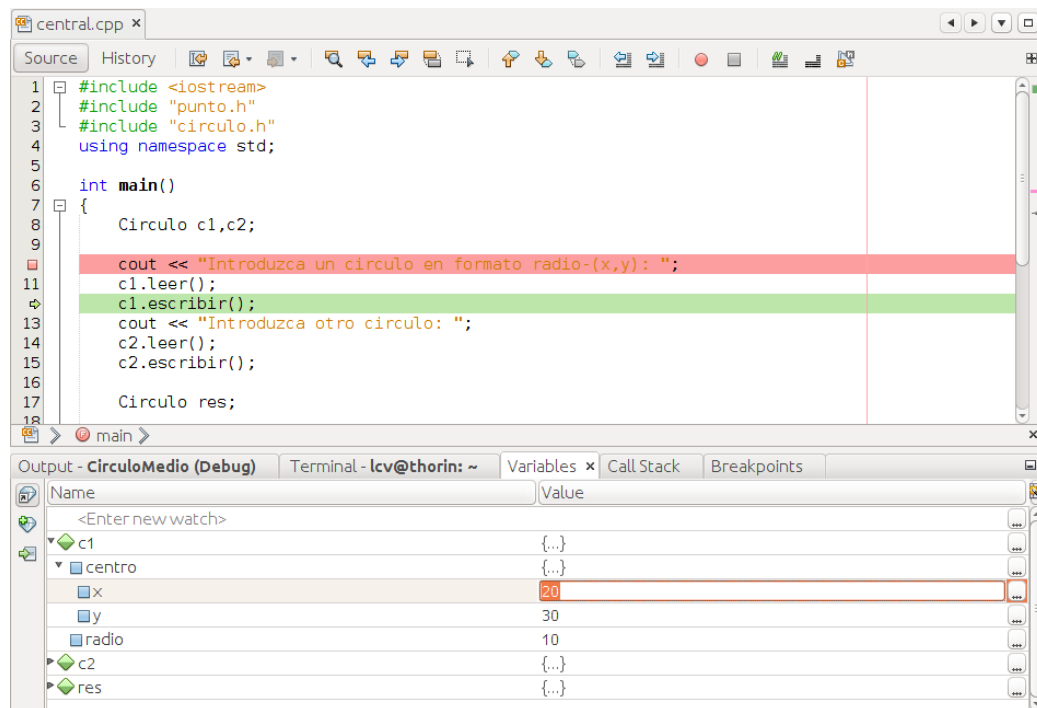 central.cpp ×
Source History
1 #include <iostream>
2 #include "punto.h"
3 #include "circulo.h"
4 using namespace std;
5
6 int main()
7 {
8 Circulo c1,c2;
9
cout << "Introduzca un circulo en formato radio-(x,y): ";
11 c1.leer();
c1.escribir();
13 cout << "Introduzca otro circulo: ";
14 c2.leer();
15 c2.escribir();
16
17 Circulo res;
18
main
Output - CirculoMedio (Debug) Terminal - lcv@thorin: ~ Variables × Call Stack Breakpoints
Name Value
<Enter new watch>
c1 {...}
centro {...}
x 20
y 30
radio 10
c2 {...}
res {...}